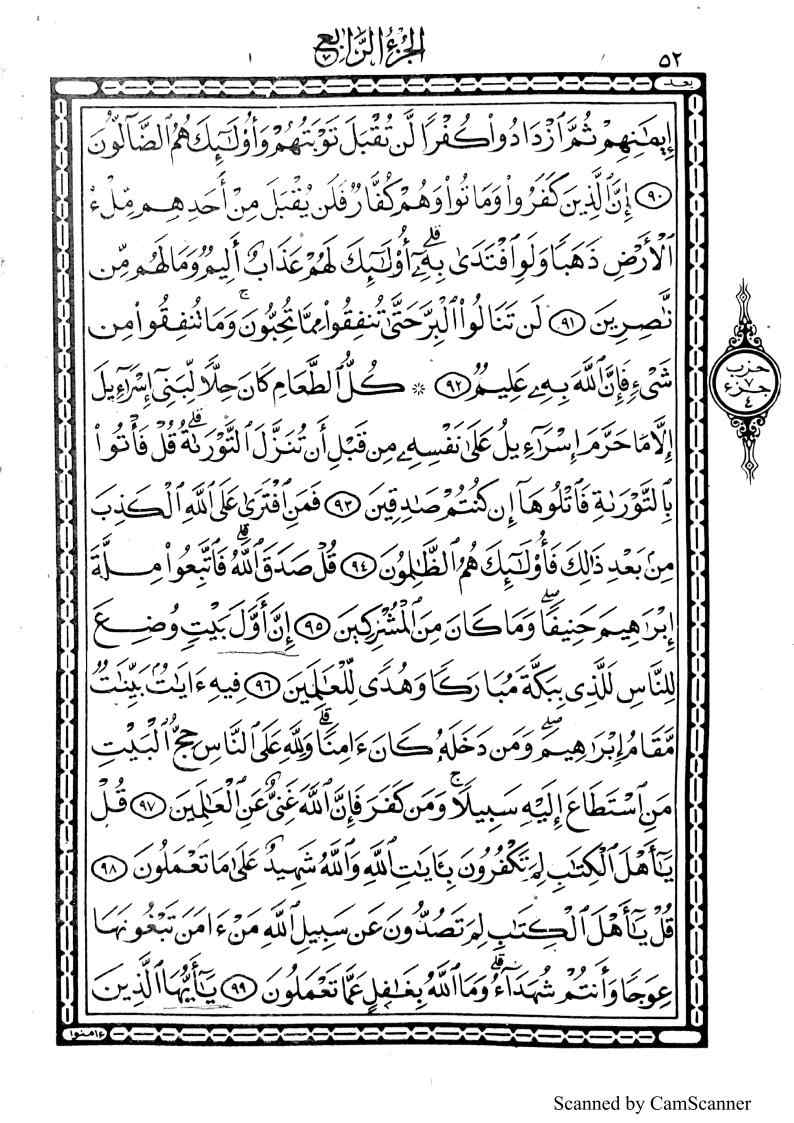 ٥٢
الجزء الرابع
بعد
إِيمَٰنِهِمْ ثُمَّ ٱزْدَادُوا۟ كُفْرًا لَّن تُقْبَلَ تَوْبَتُهُمْ وَأُو۟لَٰٓئِكَ هُمُ ٱلضَّآلُّونَ
٩٠ إِنَّ ٱلَّذِينَ كَفَرُوا۟ وَمَاتُوا۟ وَهُمْ كُفَّارٌ فَلَن يُقْبَلَ مِنْ أَحَدِهِم مِّلْءُ
ٱلْأَرْضِ ذَهَبًا وَلَوِ ٱفْتَدَىٰ بِهِۦٓ ۗ أُو۟لَٰٓئِكَ لَهُمْ عَذَابٌ أَلِيمٌ وَمَا لَهُم مِّن
نَّٰصِرِينَ ٩١ لَن تَنَالُوا۟ ٱلْبِرَّ حَتَّىٰ تُنفِقُوا۟ مِمَّا تُحِبُّونَ ۚ وَمَا تُنفِقُوا۟ مِن
شَىْءٍ فَإِنَّ ٱللَّهَ بِهِۦ عَلِيمٌ ٩٢ * كُلُّ ٱلطَّعَامِ كَانَ حِلًّا لِّبَنِىٓ إِسْرَٰٓءِيلَ
إِلَّا مَا حَرَّمَ إِسْرَٰٓءِيلُ عَلَىٰ نَفْسِهِۦ مِن قَبْلِ أَن تُنَزَّلَ ٱلتَّوْرَىٰةُ ۗ قُلْ فَأْتُوا۟
بِٱلتَّوْرَىٰةِ فَٱتْلُوهَآ إِن كُنتُمْ صَٰدِقِينَ ٩٣ فَمَنِ ٱفْتَرَىٰ عَلَى ٱللَّهِ ٱلْكَذِبَ
مِنۢ بَعْدِ ذَٰلِكَ فَأُو۟لَٰٓئِكَ هُمُ ٱلظَّٰلِمُونَ ٩٤ قُلْ صَدَقَ ٱللَّهُ ۗ فَٱتَّبِعُوا۟ مِلَّةَ
إِبْرَٰهِيمَ حَنِيفًا ۖ وَمَا كَانَ مِنَ ٱلْمُشْرِكِينَ ٩٥ إِنَّ أَوَّلَ بَيْتٍ وُضِعَ
لِلنَّاسِ لَلَّذِى بِبَكَّةَ مُبَارَكًا وَهُدًى لِّلْعَٰلَمِينَ ٩٦ فِيهِ ءَايَٰتٌۢ بَيِّنَٰتٌ
مَّقَامُ إِبْرَٰهِيمَ ۖ وَمَن دَخَلَهُۥ كَانَ ءَامِنًا ۗ وَلِلَّهِ عَلَى ٱلنَّاسِ حِجُّ ٱلْبَيْتِ
مَنِ ٱسْتَطَاعَ إِلَيْهِ سَبِيلًا ۚ وَمَن كَفَرَ فَإِنَّ ٱللَّهَ غَنِىٌّ عَنِ ٱلْعَٰلَمِينَ ٩٧ قُلْ
يَٰٓأَهْلَ ٱلْكِتَٰبِ لِمَ تَكْفُرُونَ بِـَٔايَٰتِ ٱللَّهِ وَٱللَّهُ شَهِيدٌ عَلَىٰ مَا تَعْمَلُونَ ٩٨
قُلْ يَٰٓأَهْلَ ٱلْكِتَٰبِ لِمَ تَصُدُّونَ عَن سَبِيلِ ٱللَّهِ مَنْ ءَامَنَ تَبْغُونَهَا
عِوَجًا وَأَنتُمْ شُهَدَآءُ ۗ وَمَا ٱللَّهُ بِغَٰفِلٍ عَمَّا تَعْمَلُونَ ٩٩ يَٰٓأَيُّهَا ٱلَّذِينَ
ءامنوا
حزب
٧
جزء
٤
Scanned by CamScanner